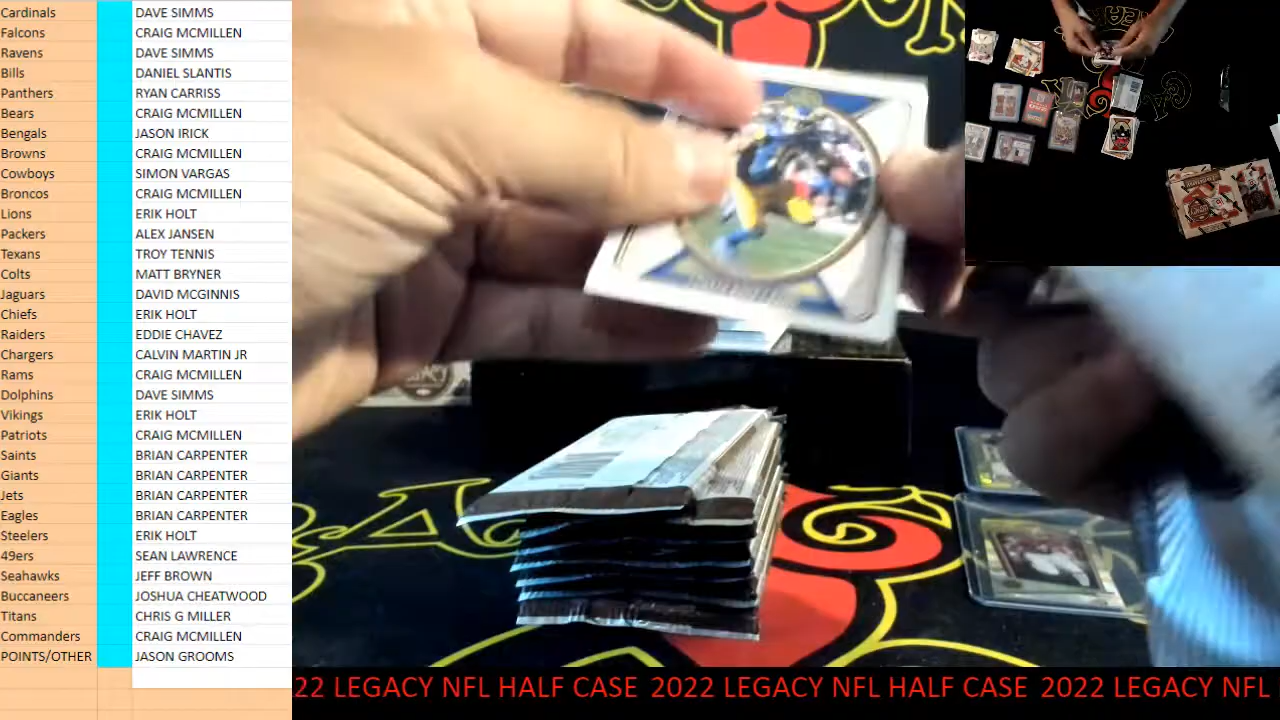 Cardinals DAVE SIMMS
Falcons CRAIG MCMILLEN
Ravens DAVE SIMMS
Bills DANIEL SLANTIS
Panthers RYAN CARRISS
Bears CRAIG MCMILLEN
Bengals JASON IRICK
Browns CRAIG MCMILLEN
Cowboys SIMON VARGAS
Broncos CRAIG MCMILLEN
Lions ERIK HOLT
Packers ALEX JANSEN
Texans TROY TENNIS
Colts MATT BRYNER
Jaguars DAVID MCGINNIS
Chiefs ERIK HOLT
Raiders EDDIE CHAVEZ
Chargers CALVIN MARTIN JR
Rams CRAIG MCMILLEN
Dolphins DAVE SIMMS
Vikings ERIK HOLT
Patriots CRAIG MCMILLEN
Saints BRIAN CARPENTER
Giants BRIAN CARPENTER
Jets BRIAN CARPENTER
Eagles BRIAN CARPENTER
Steelers ERIK HOLT
49ers SEAN LAWRENCE
Seahawks JEFF BROWN
Buccaneers JOSHUA CHEATWOOD
Titans CHRIS G MILLER
Commanders CRAIG MCMILLEN
POINTS/OTHER JASON GROOMS
22 LEGACY NFL HALF CASE 2022 LEGACY NFL HALF CASE 2022 LEGACY NFL